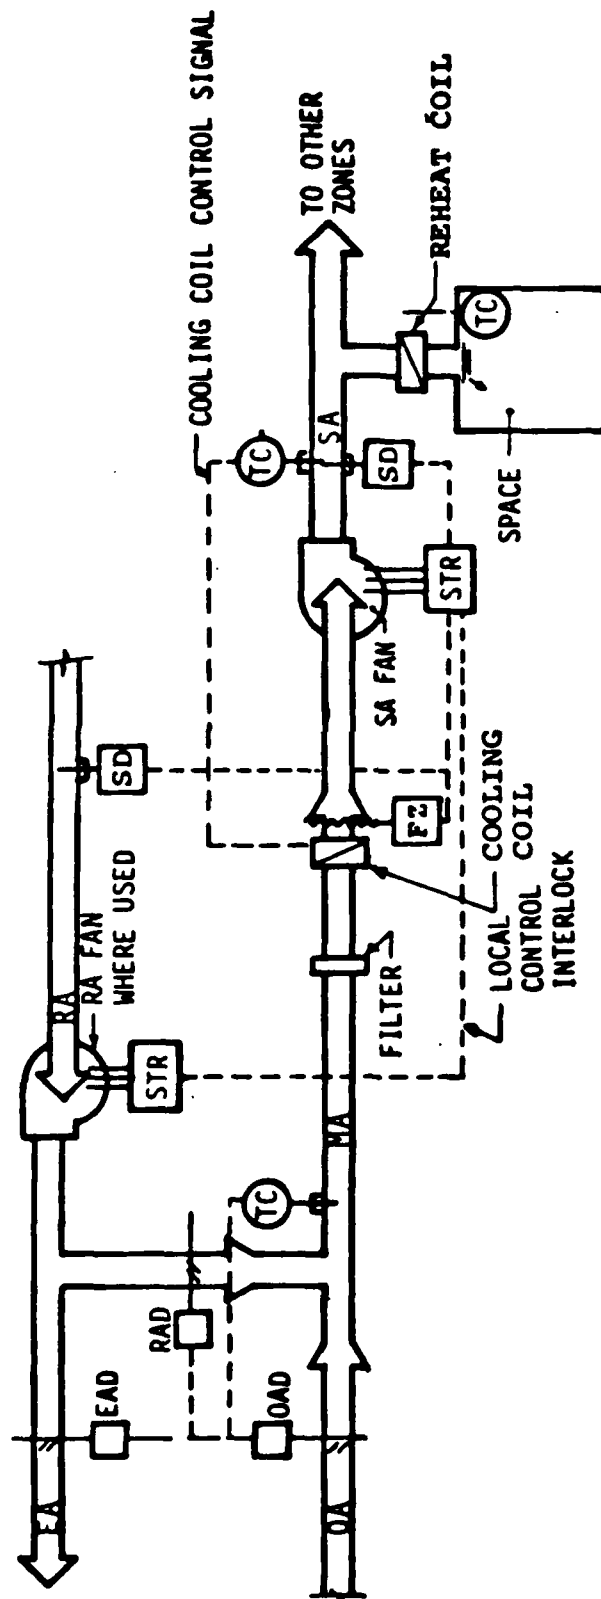 COOLING COIL CONTROL SIGNAL
RA
RA FAN
WHERE USED
SD
STR
EA
EAD
RAD
OAD
TC
OA
MA
FILTER
COOLING
COIL
LOCAL
CONTROL
INTERLOCK
FZ
SA FAN
STR
TC
SA
SD
TO OTHER
ZONES
REHEAT COIL
TC
SPACE